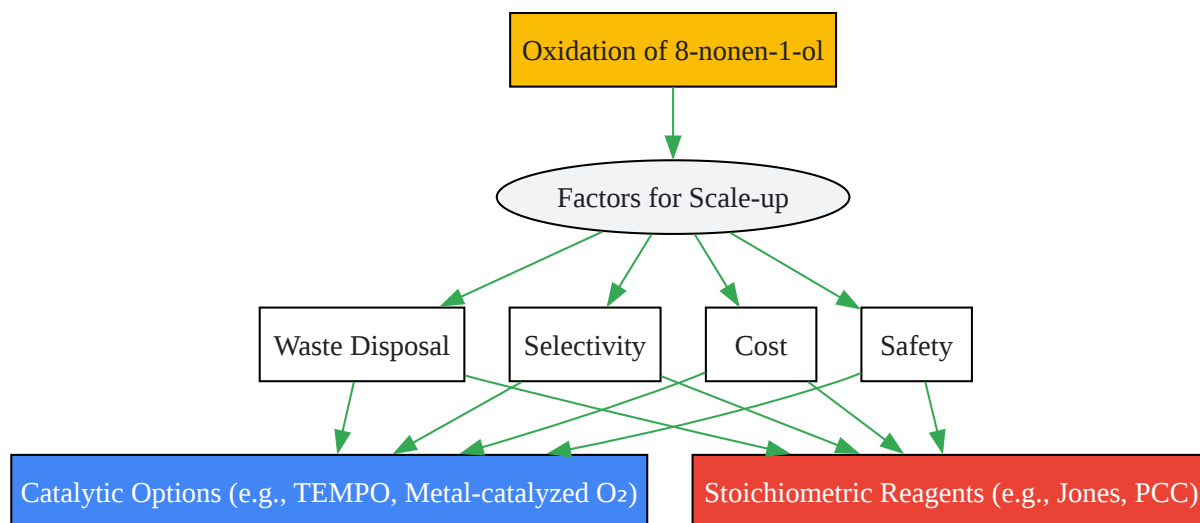 Oxidation of 8-nonen-1-ol
Factors for Scale-up
Waste Disposal
Selectivity
Cost
Safety
Catalytic Options (e.g., TEMPO, Metal-catalyzed O₂)
Stoichiometric Reagents (e.g., Jones, PCC)